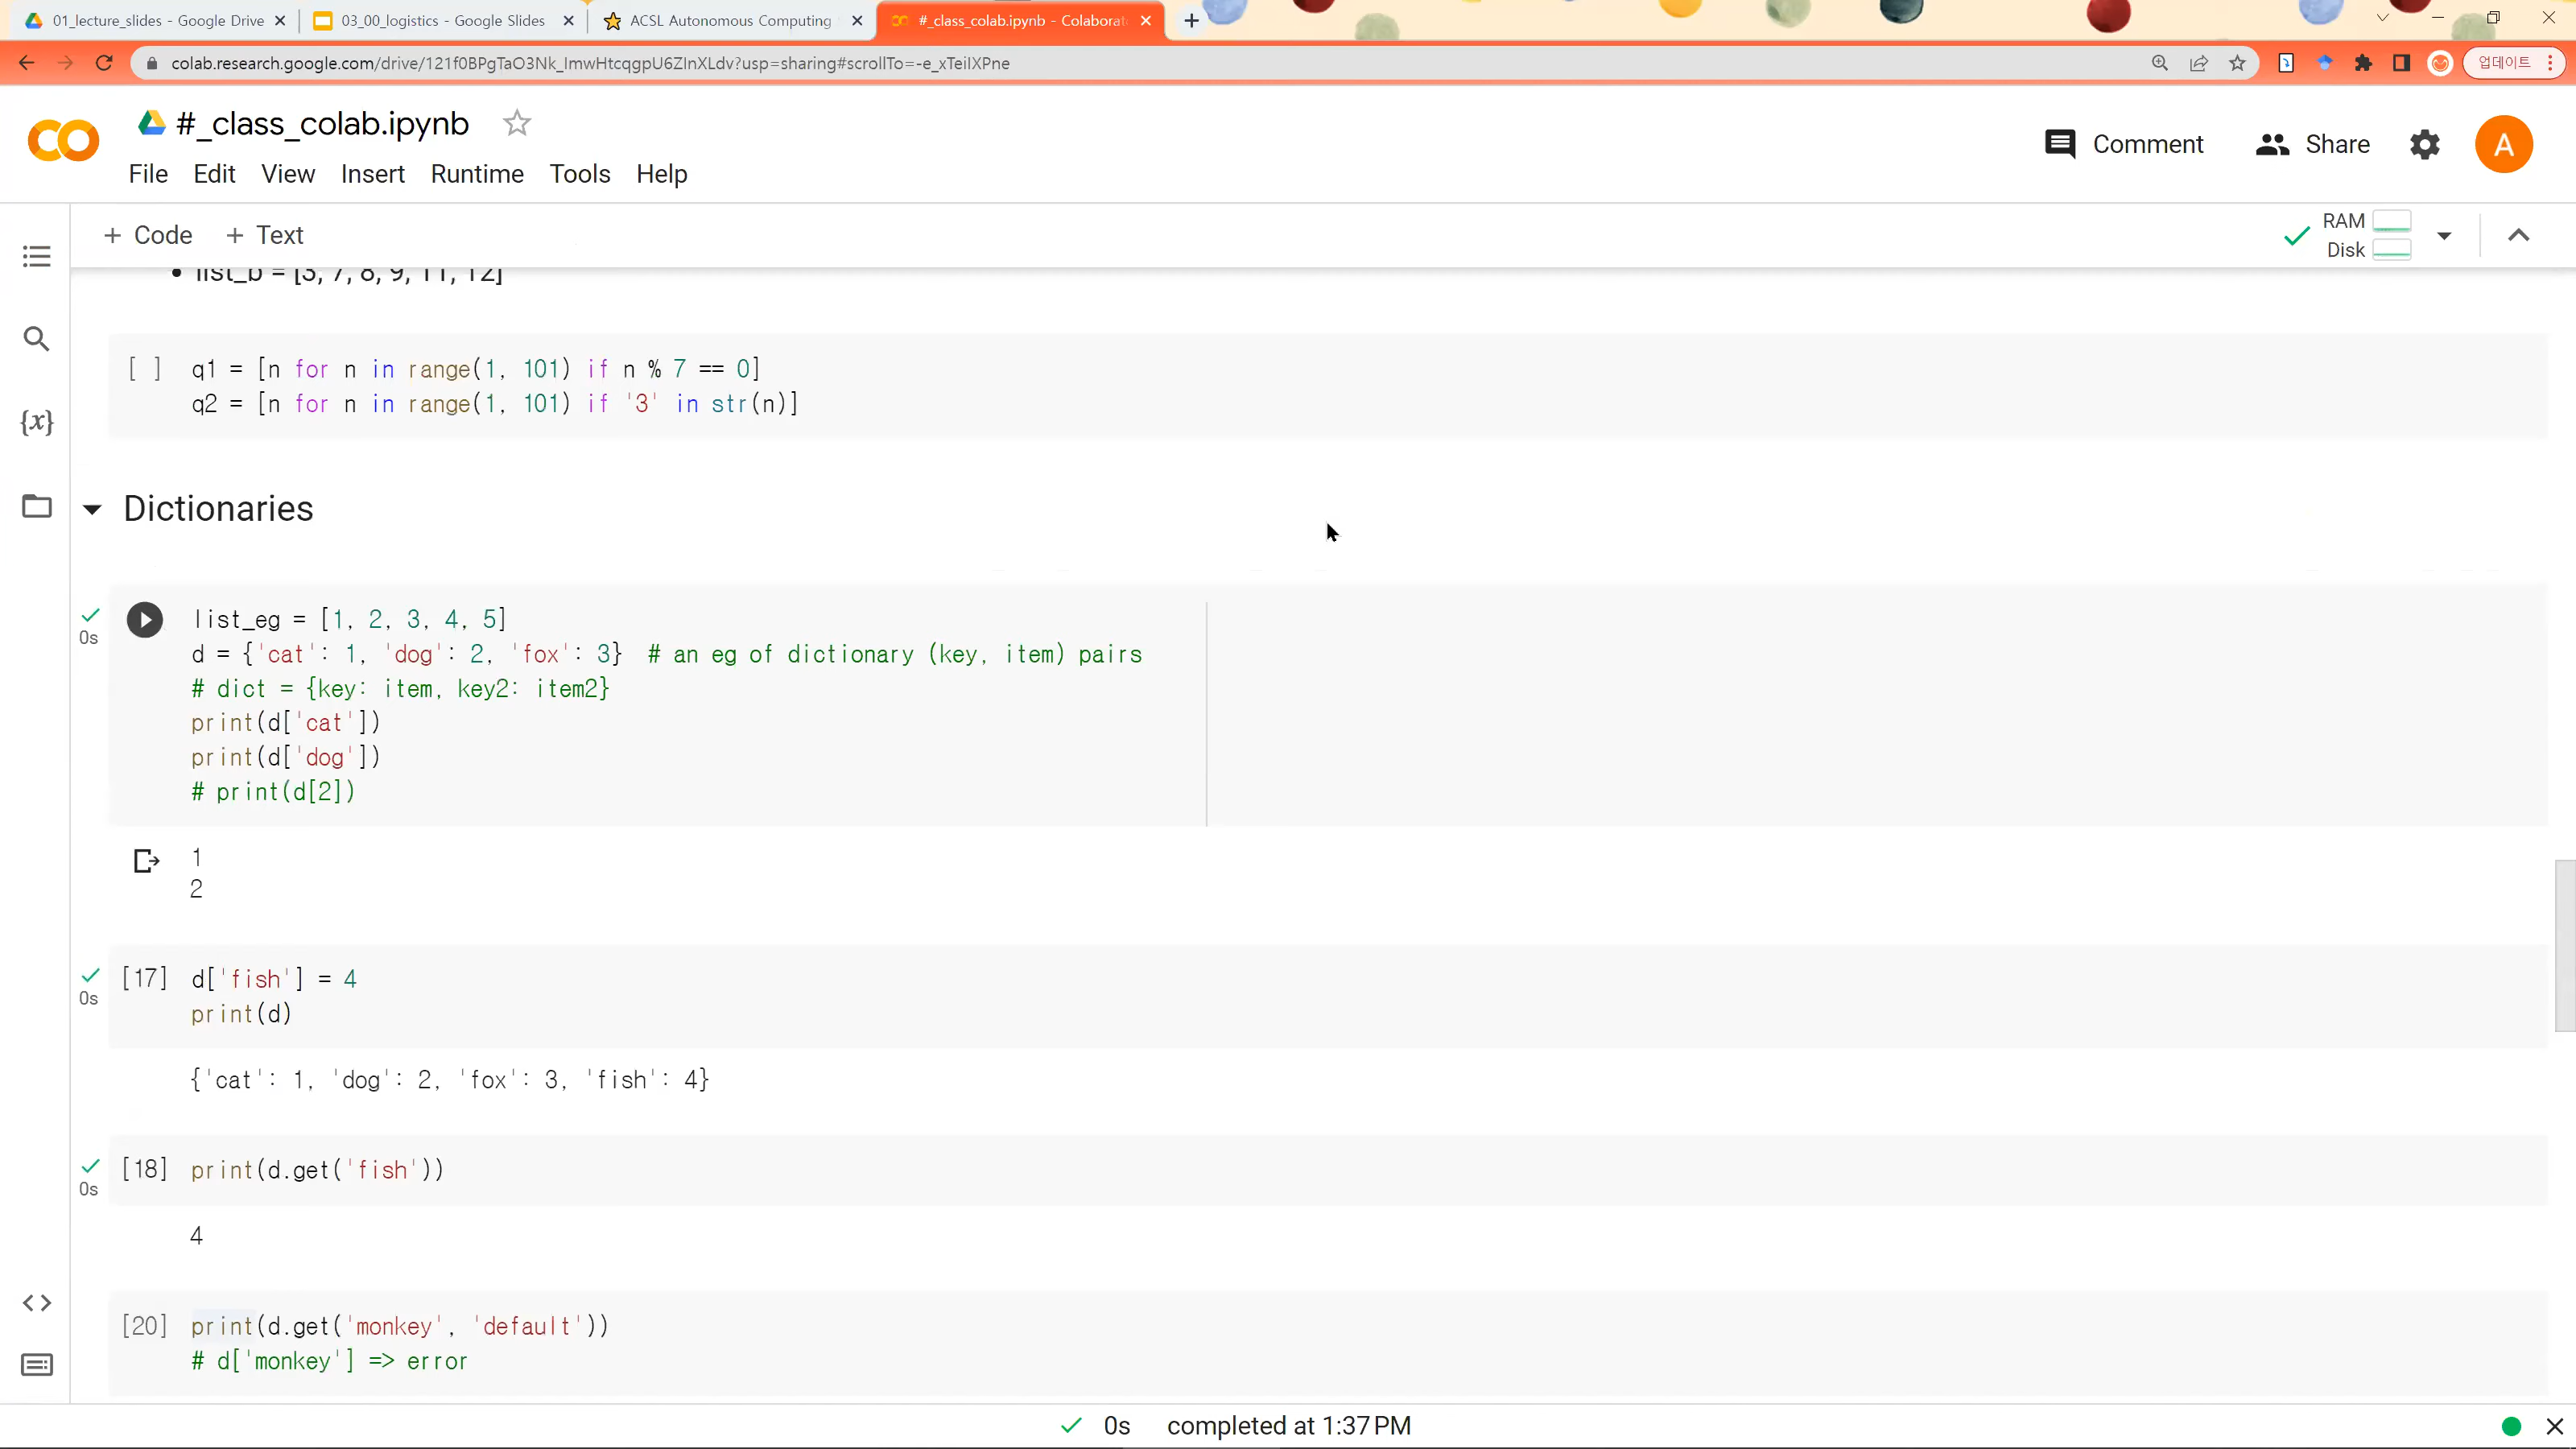 01_lecture_slides - Google Drive
03_00_logistics - Google Slides
ACSL Autonomous Computing
#_class_colab.ipynb - Colaborat
colab.research.google.com/drive/121f0BPgTaO3Nk_ImwHtcqgpU6ZInXLdv?usp=sharing#scrollTo=-e_xTeiIXPne
업데이트
#_class_colab.ipynb
Comment
Share
A
File Edit View Insert Runtime Tools Help
+ Code + Text
RAM
Disk
• list_b = [3, 7, 8, 9, 11, 12]
[ ] q1 = [n for n in range(1, 101) if n % 7 == 0]
q2 = [n for n in range(1, 101) if '3' in str(n)]
{x}
Dictionaries
0s
list_eg = [1, 2, 3, 4, 5]
d = {'cat': 1, 'dog': 2, 'fox': 3} # an eg of dictionary (key, item) pairs
# dict = {key: item, key2: item2}
print(d['cat'])
print(d['dog'])
# print(d[2])
1
2
0s
[17] d['fish'] = 4
print(d)
{'cat': 1, 'dog': 2, 'fox': 3, 'fish': 4}
0s
[18] print(d.get('fish'))
4
[20] print(d.get('monkey', 'default'))
# d['monkey'] => error
0s completed at 1:37 PM